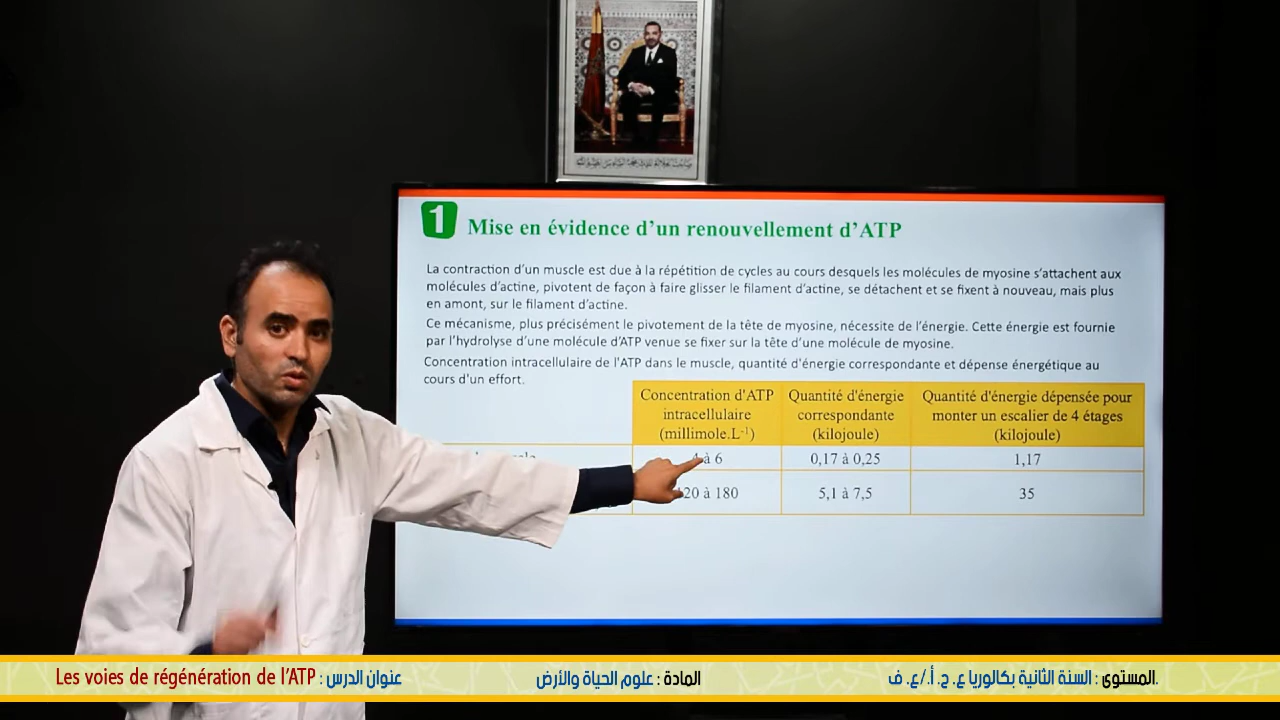 1
Mise en évidence d'un renouvellement d'ATP
La contraction d'un muscle est due à la répétition de cycles au cours desquels les molécules de myosine s'attachent aux
molécules d'actine, pivotent de façon à faire glisser le filament d'actine, se détachent et se fixent à nouveau, mais plus
en amont, sur le filament d'actine.
Ce mécanisme, plus précisément le pivotement de la tête de myosine, nécessite de l'énergie. Cette énergie est fournie
par l'hydrolyse d'une molécule d'ATP venue se fixer sur la tête d'une molécule de myosine.
Concentration intracellulaire de l'ATP dans le muscle, quantité d'énergie correspondante et dépense énergétique au
cours d'un effort.
Concentration d'ATP intracellulaire (millimole.L⁻¹)
Quantité d'énergie correspondante (kilojoule)
Quantité d'énergie dépensée pour monter un escalier de 4 étages (kilojoule)
à 6 0,17 à 0,25 1,17
20 à 180 5,1 à 7,5 35
Les voies de régénération de l'ATP : عنوان الدرس
المادة : علوم الحياة والأرض
المستوى : السنة الثانية بكالوريا ع. ح. أ./ع. ف.